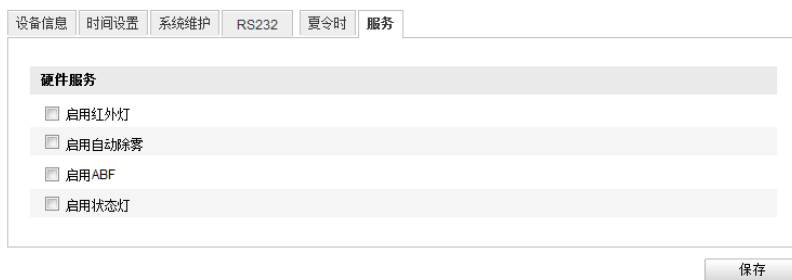 设备信息 时间设置 系统维护 RS232 夏令时 服务
硬件服务
启用红外灯
启用自动除雾
启用ABF
启用状态灯
保存